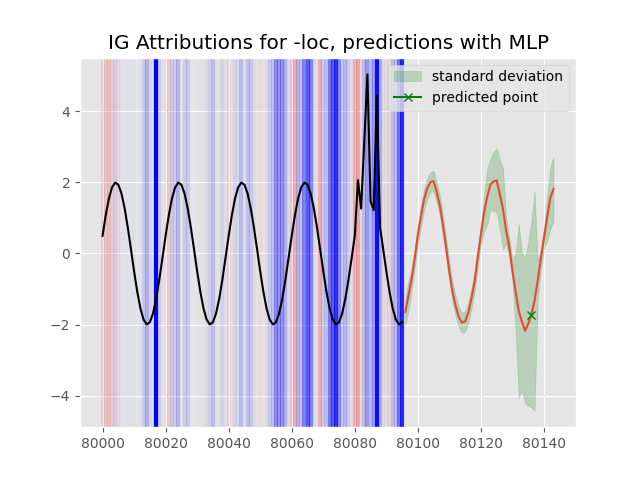 IG Attributions for -loc, predictions with MLP
standard deviation
predicted point
4
2
0
−2
−4
80000 80020 80040 80060 80080 80100 80120 80140